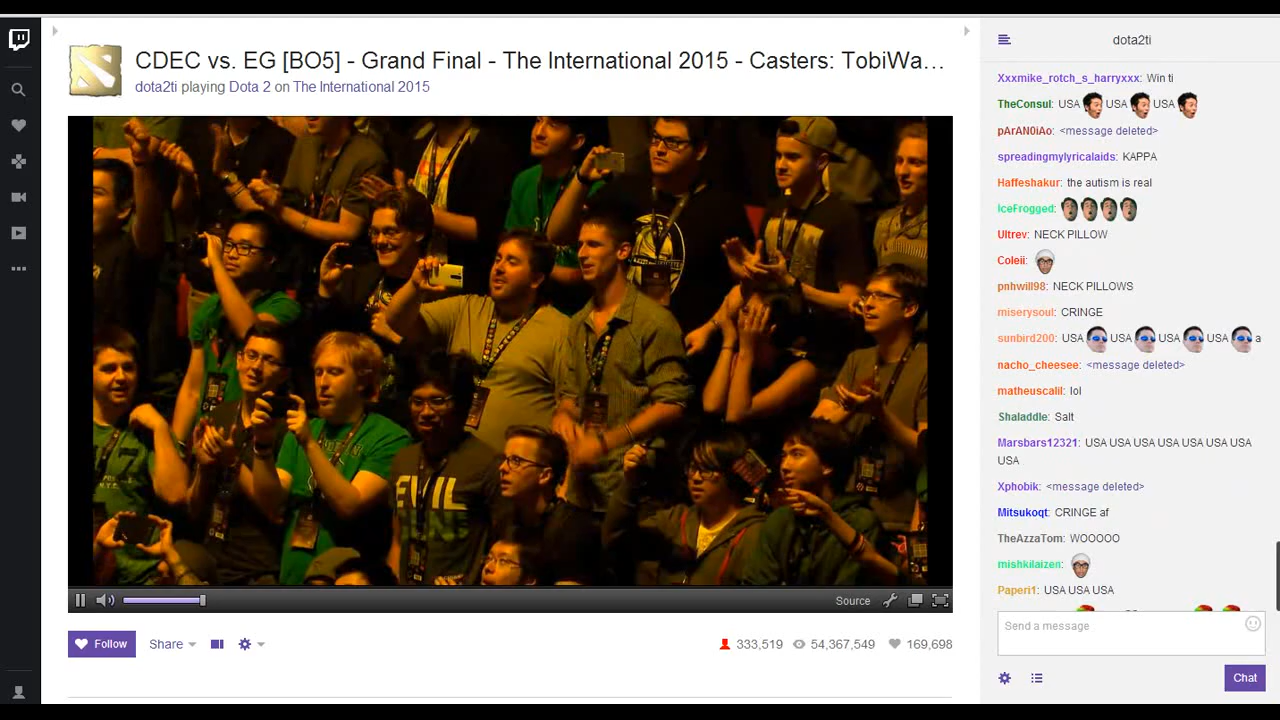 CDEC vs. EG [BO5] - Grand Final - The International 2015 - Casters: TobiWa…
dota2ti playing Dota 2 on The International 2015
EVIL
Source
Follow
Share
333,519
54,367,549
169,698
dota2ti
Xxxmike_rotch_s_harryxxx: Win ti
TheConsul: USA USA USA
pArAN0iAo: <message deleted>
spreadingmylyricalaids: KAPPA
Haffeshakur: the autism is real
IceFrogged:
Ultrev: NECK PILLOW
Coleii:
pnhwill98: NECK PILLOWS
miserysoul: CRINGE
sunbird200: USA USA USA USA a
nacho_cheesee: <message deleted>
matheuscalil: lol
Shaladdle: Salt
Marsbars12321: USA USA USA USA USA USA USA
USA
Xphobik: <message deleted>
Mitsukoqt: CRINGE af
TheAzzaTom: WOOOOO
mishkilaizen:
Paperi1: USA USA USA
Send a message
Chat